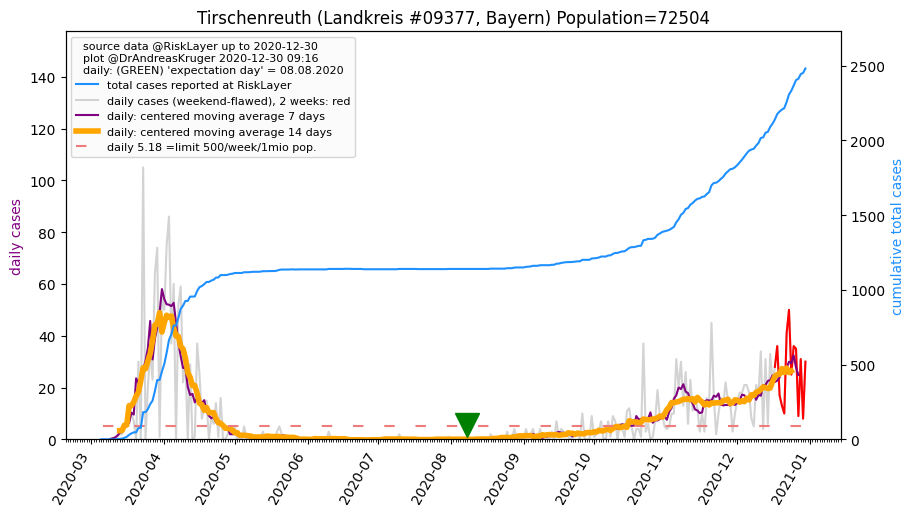 Tirschenreuth (Landkreis #09377, Bayern) Population=72504
source data @RiskLayer up to 2020-12-30
plot @DrAndreasKruger 2020-12-30 09:16
daily: (GREEN) 'expectation day' = 08.08.2020
total cases reported at RiskLayer
daily cases (weekend-flawed), 2 weeks: red
daily: centered moving average 7 days
daily: centered moving average 14 days
daily 5.18 =limit 500/week/1mio pop.
daily cases
140
120
100
80
60
40
20
0
cumulative total cases
2500
2000
1500
1000
500
0
2020-03
2020-04
2020-05
2020-06
2020-07
2020-08
2020-09
2020-10
2020-11
2020-12
2021-01